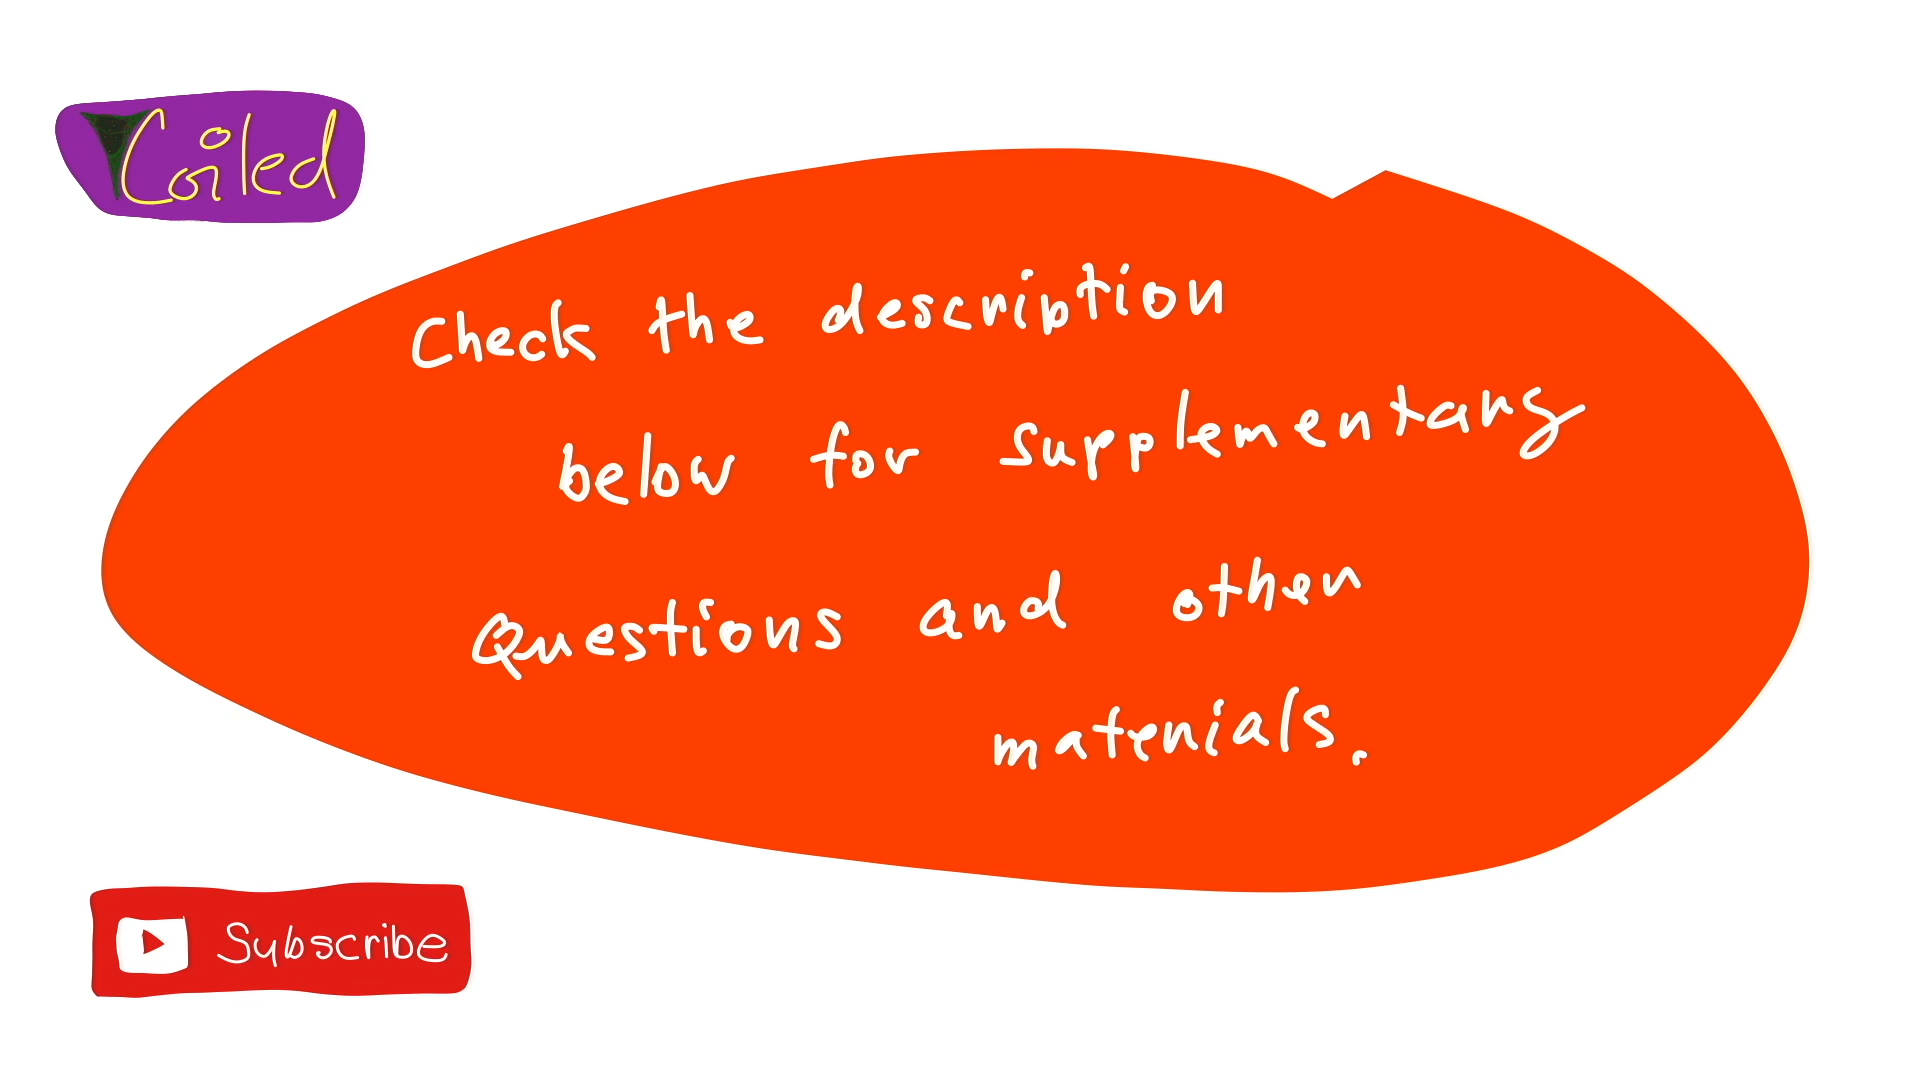 Coiled
Check the description
below for supplementary
Questions and other
materials.
Subscribe